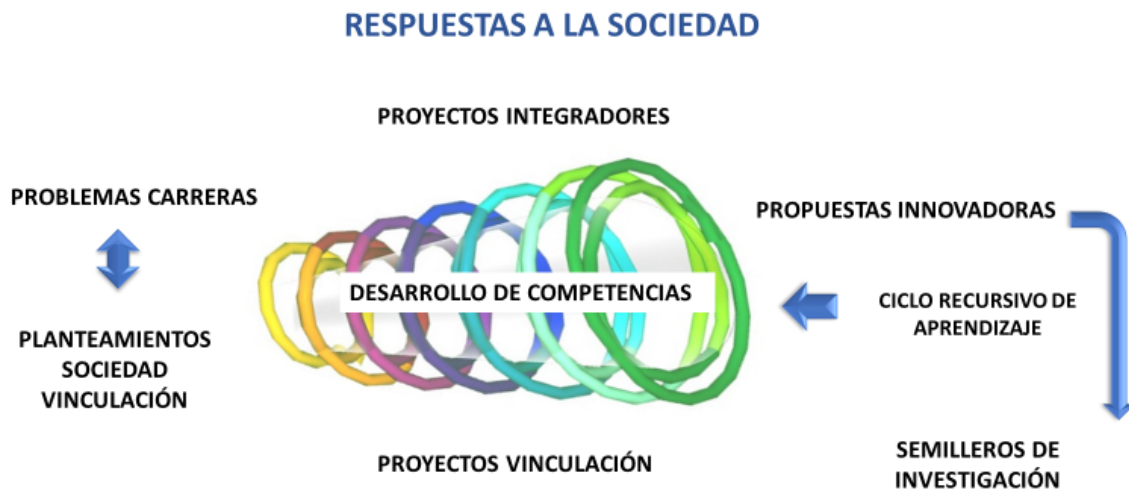 RESPUESTAS A LA SOCIEDAD
PROYECTOS INTEGRADORES
PROBLEMAS CARRERAS
PROPUESTAS INNOVADORAS
DESARROLLO DE COMPETENCIAS
CICLO RECURSIVO DE
APRENDIZAJE
PLANTEAMIENTOS
SOCIEDAD
VINCULACIÓN
PROYECTOS VINCULACIÓN
SEMILLEROS DE
INVESTIGACIÓN